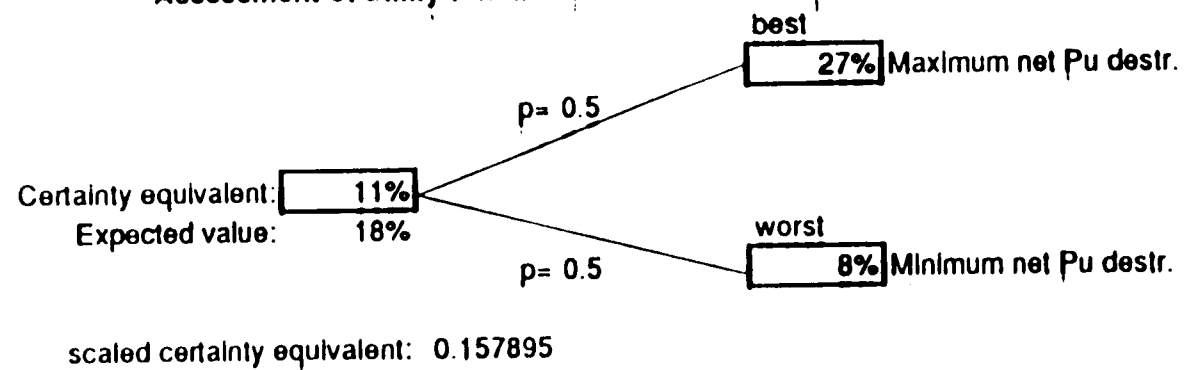 best
27% Maximum net Pu destr.
p= 0.5
Certainty equivalent: 11%
Expected value: 18%
worst
8% Minimum net Pu destr.
p= 0.5
scaled certainty equivalent: 0.157895